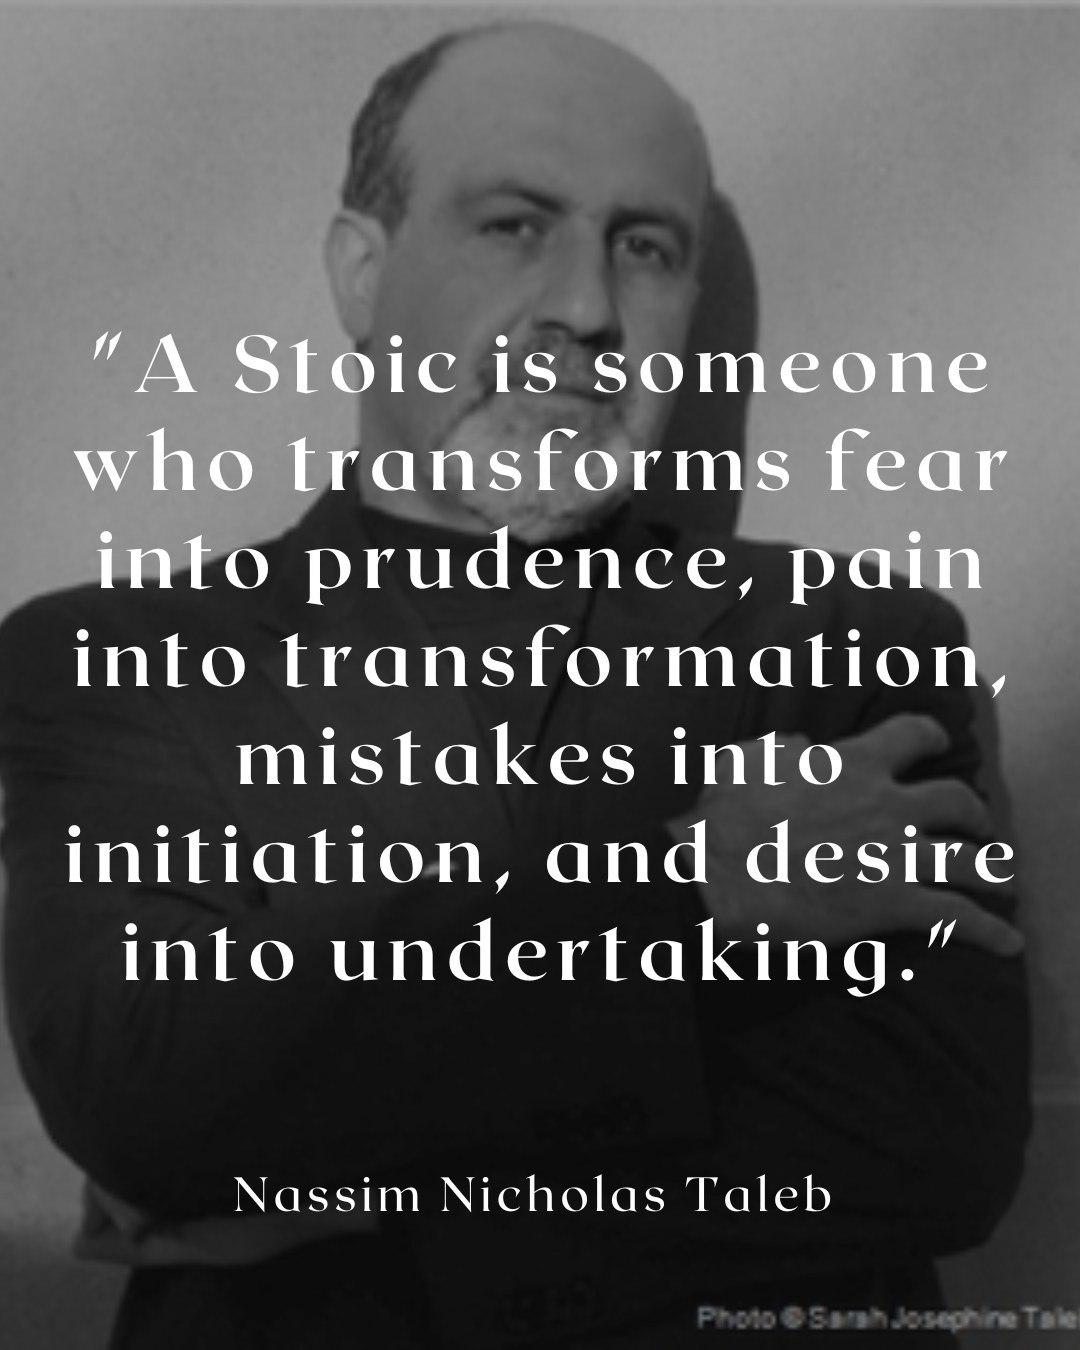 "A Stoic is someone
who transforms fear
into prudence, pain
into transformation,
mistakes into
initiation, and desire
into undertaking."
Nassim Nicholas Taleb
Photo © Sarah Josephine Tale